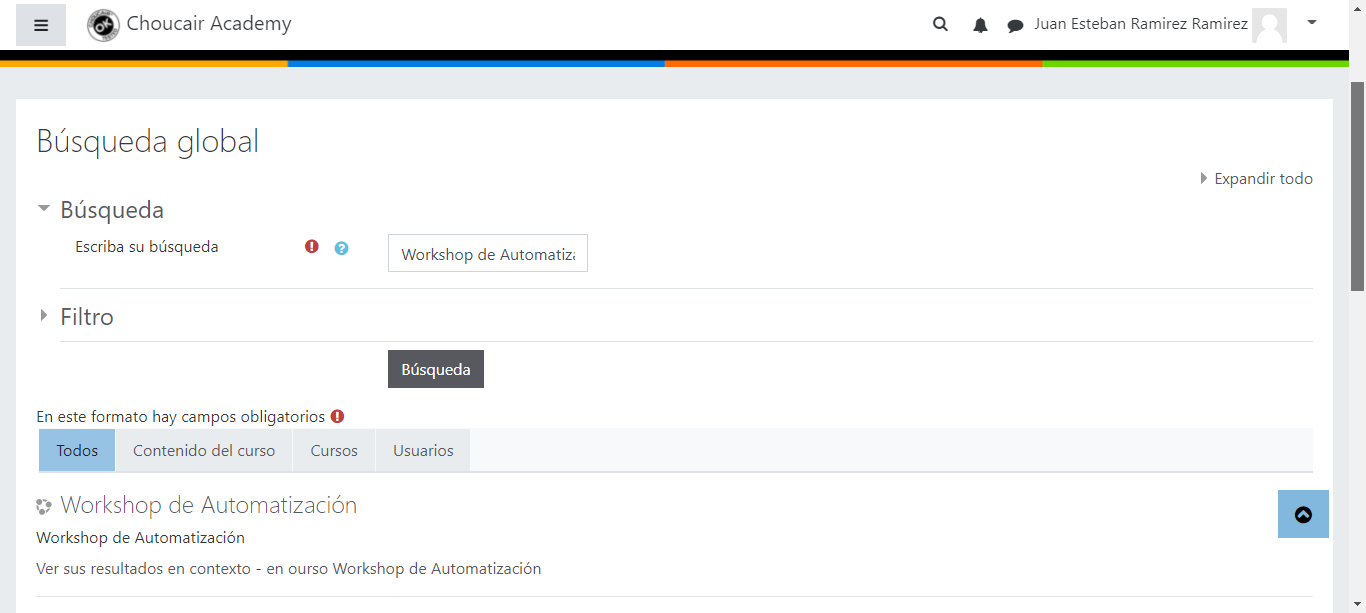 Choucair Academy
Juan Esteban Ramirez Ramirez
Búsqueda global
Expandir todo
Búsqueda
Escriba su búsqueda
Workshop de Automatiza
Filtro
Búsqueda
En este formato hay campos obligatorios
Todos Contenido del curso Cursos Usuarios
Workshop de Automatización
Workshop de Automatización
Ver sus resultados en contexto - en ourso Workshop de Automatización